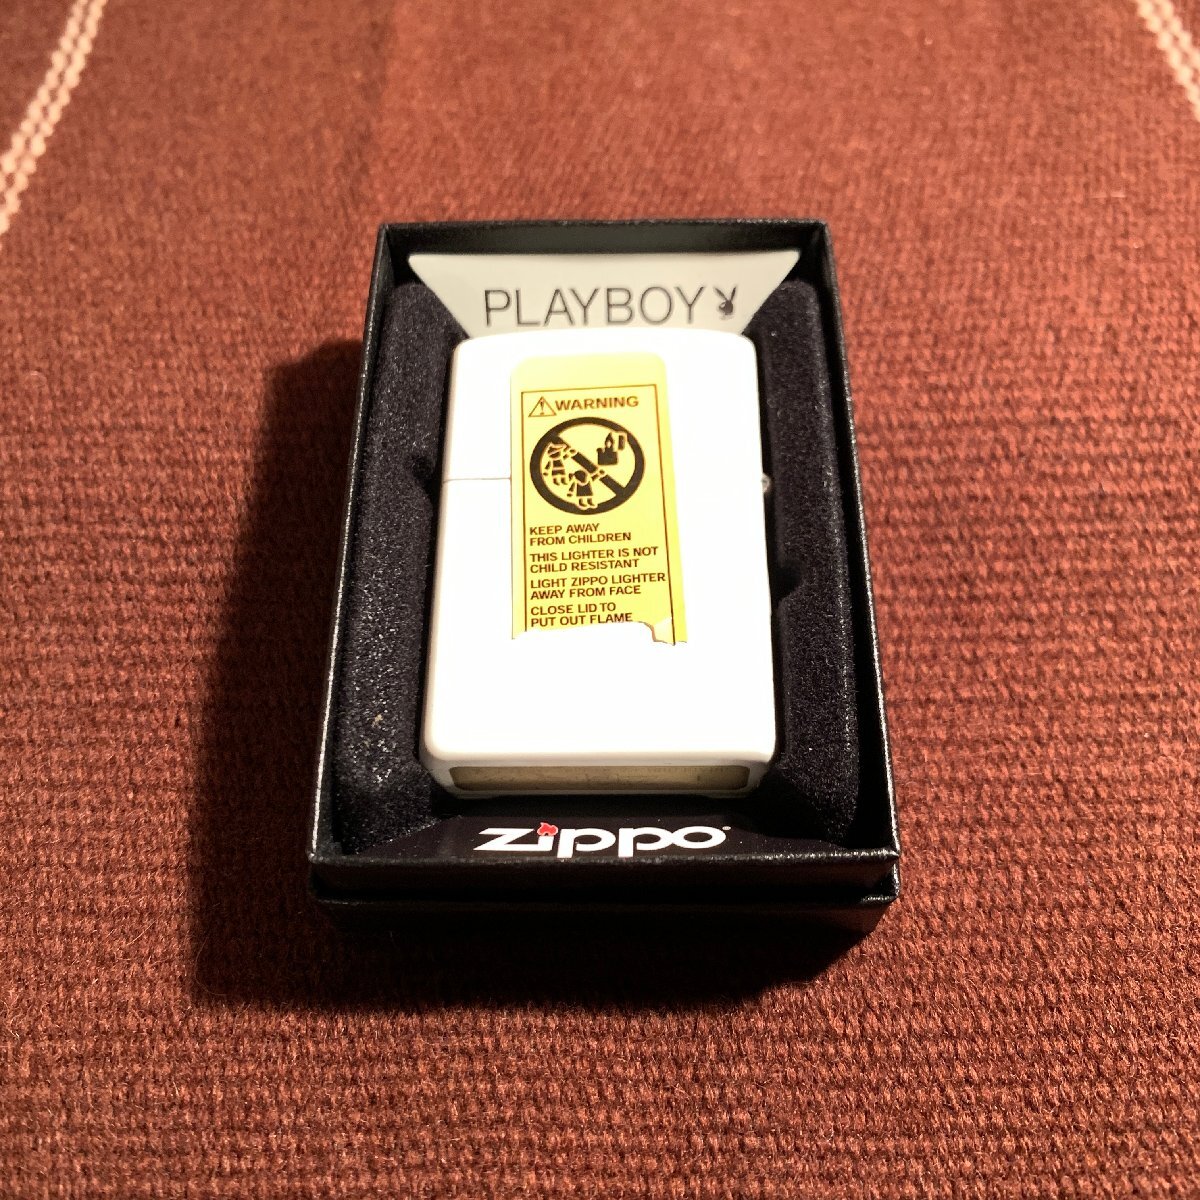 PLAYBOY
WARNING
KEEP AWAY
FROM CHILDREN
THIS LIGHTER IS NOT
CHILD RESISTANT
LIGHT ZIPPO LIGHTER
AWAY FROM FACE
CLOSE LID TO
PUT OUT FLAME
zippo